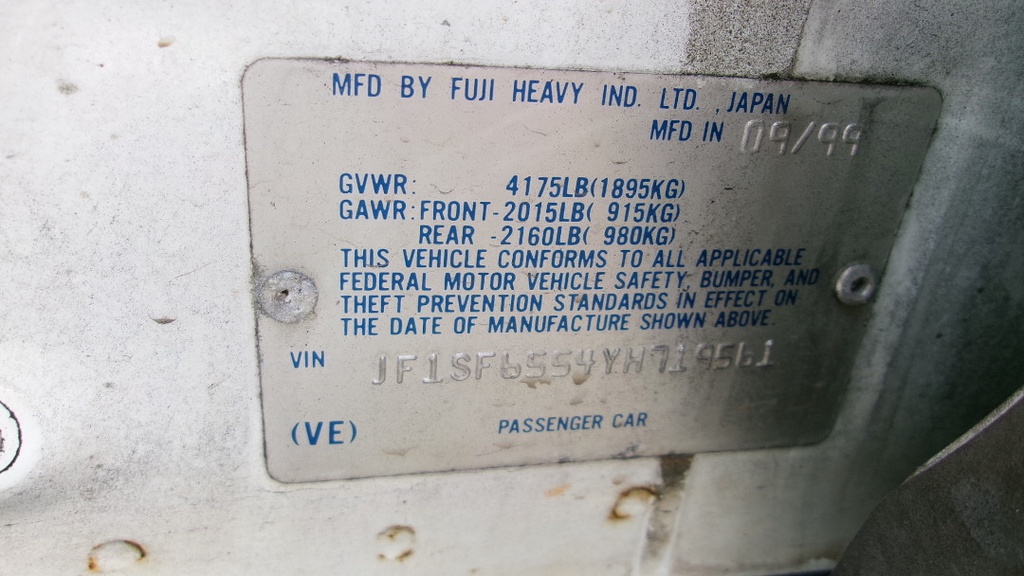 MFD BY FUJI HEAVY IND. LTD. , JAPAN
MFD IN 09/99
GVWR: 4175LB(1895KG)
GAWR:FRONT-2015LB( 915KG)
REAR -2160LB( 980KG)
THIS VEHICLE CONFORMS TO ALL APPLICABLE
FEDERAL MOTOR VEHICLE SAFETY, BUMPER, AND
THEFT PREVENTION STANDARDS IN EFFECT ON
THE DATE OF MANUFACTURE SHOWN ABOVE.
VIN JF1SF6554YH719561
(VE) PASSENGER CAR